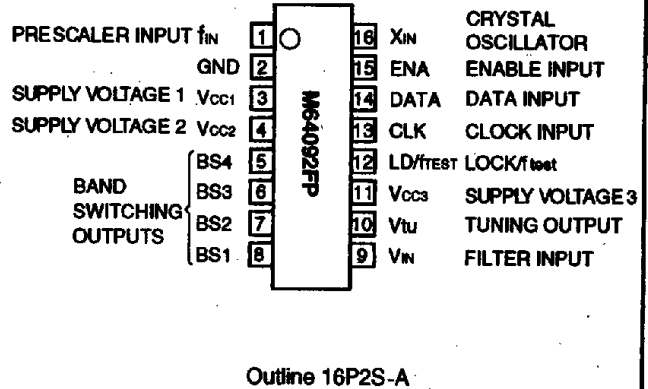 PRESCALER INPUT fIN 1 16 XIN CRYSTAL OSCILLATOR
GND 2 15 ENA ENABLE INPUT
SUPPLY VOLTAGE 1 VCC1 3 14 DATA DATA INPUT
SUPPLY VOLTAGE 2 VCC2 4 13 CLK CLOCK INPUT
BS4 5 12 LD/fTEST LOCK/f test
BAND SWITCHING OUTPUTS
BS3 6 11 VCC3 SUPPLY VOLTAGE 3
BS2 7 10 Vtu TUNING OUTPUT
BS1 8 9 VIN FILTER INPUT
M64092FP
Outline 16P2S-A